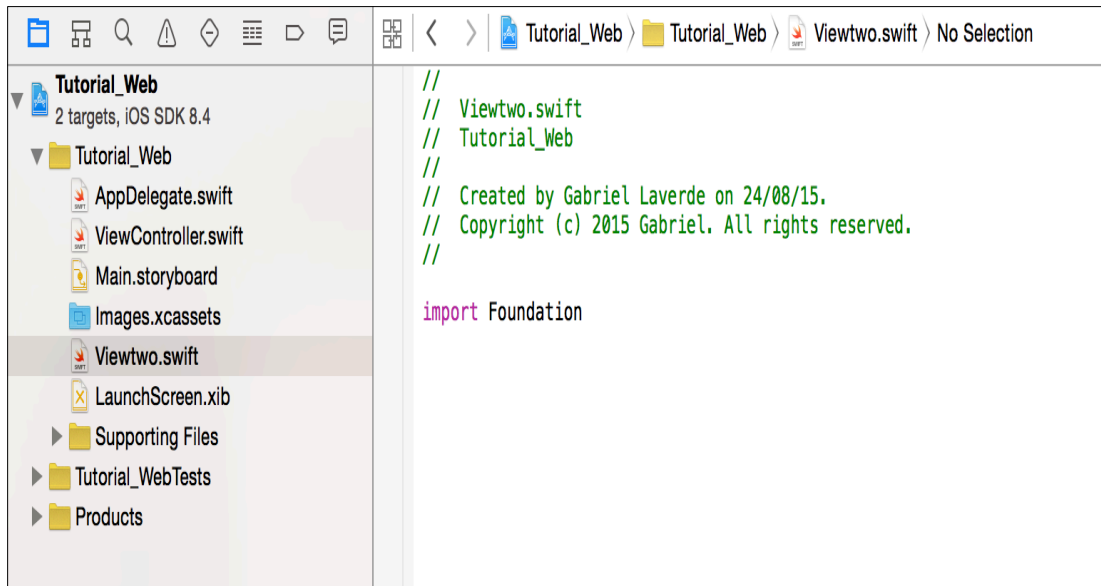 Tutorial_Web
2 targets, iOS SDK 8.4
Tutorial_Web
AppDelegate.swift
ViewController.swift
Main.storyboard
Images.xcassets
Viewtwo.swift
LaunchScreen.xib
Supporting Files
Tutorial_WebTests
Products
Tutorial_Web Tutorial_Web Viewtwo.swift No Selection
//
// Viewtwo.swift
// Tutorial_Web
//
// Created by Gabriel Laverde on 24/08/15.
// Copyright (c) 2015 Gabriel. All rights reserved.
//
import Foundation